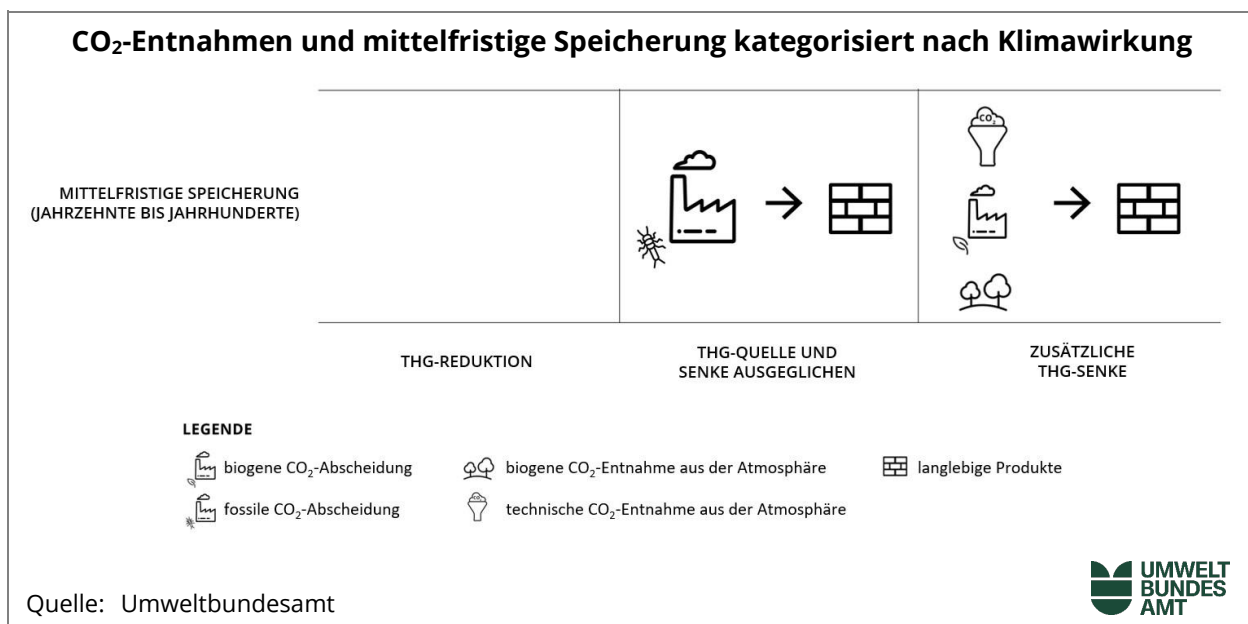 CO₂-Entnahmen und mittelfristige Speicherung kategorisiert nach Klimawirkung
CO₂
MITTELFRISTIGE SPEICHERUNG
(JAHRZEHNTE BIS JAHRHUNDERTE)
THG-REDUKTION
THG-QUELLE UND
SENKE AUSGEGLICHEN
ZUSÄTZLICHE
THG-SENKE
LEGENDE
biogene CO₂-Abscheidung
biogene CO₂-Entnahme aus der Atmosphäre
langlebige Produkte
fossile CO₂-Abscheidung
CO₂
technische CO₂-Entnahme aus der Atmosphäre
Quelle: Umweltbundesamt
UMWELT
BUNDES
AMT